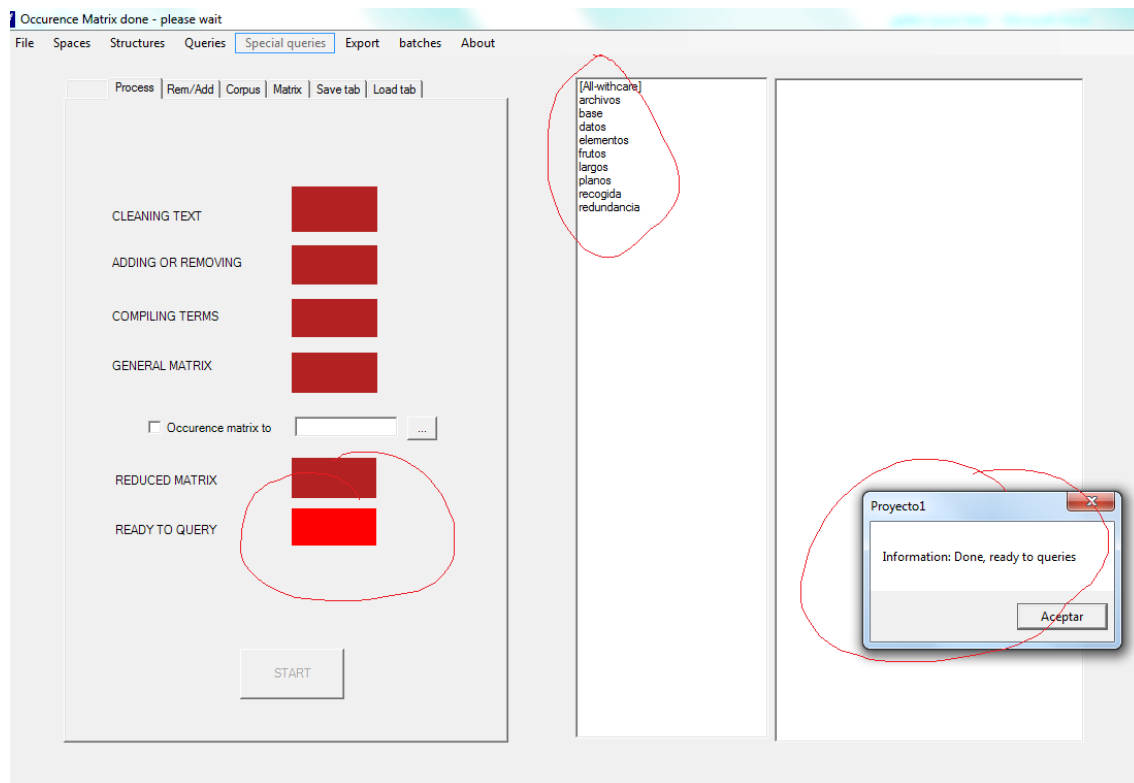 Occurence Matrix done - please wait
File Spaces Structures Queries Special queries Export batches About
Process Rem/Add Corpus Matrix Save tab Load tab
CLEANING TEXT
ADDING OR REMOVING
COMPILING TERMS
GENERAL MATRIX
Occurence matrix to ...
REDUCED MATRIX
READY TO QUERY
START
[All-withcare]
archivos
base
datos
elementos
frutos
largos
planos
recogida
redundancia
Proyecto1
Information: Done, ready to queries
Aceptar